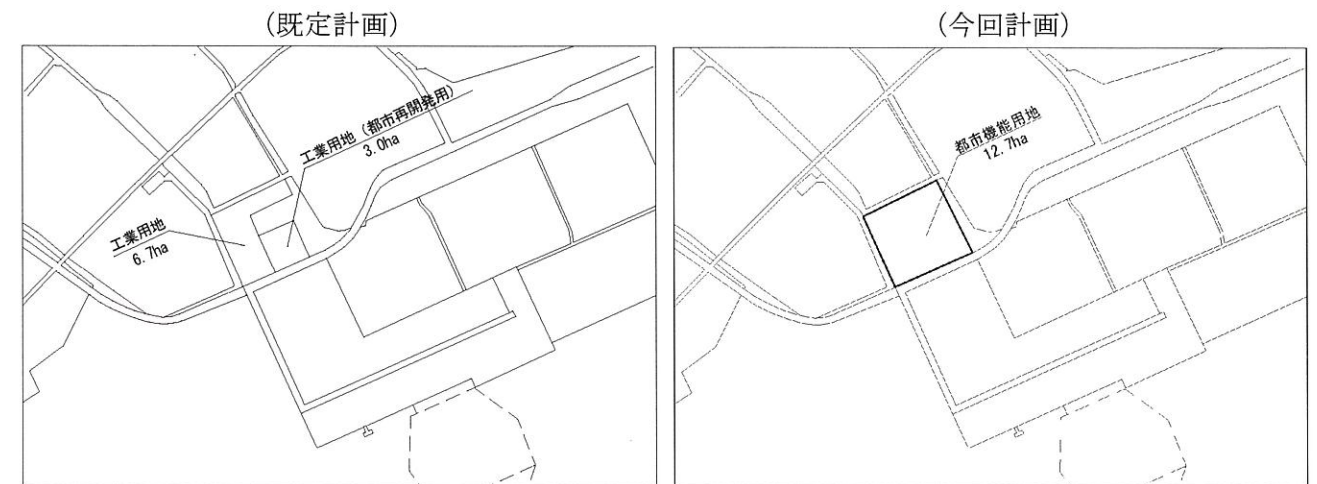 (既定計画)
工業用地（都市再開発用）
3.0ha
工業用地
6.7ha
(今回計画)
都市機能用地
12.7ha